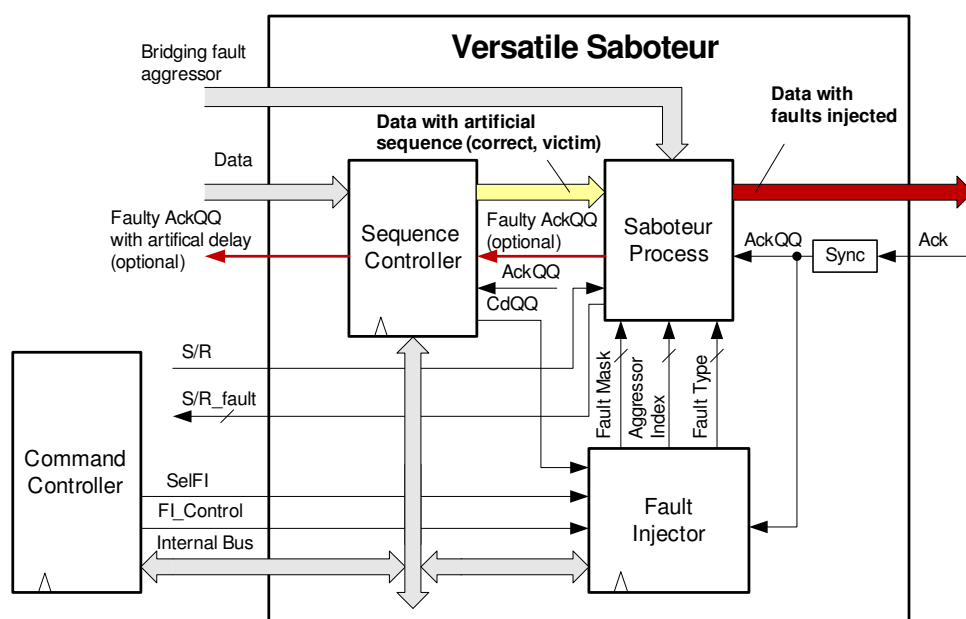 Versatile Saboteur
Bridging fault
aggressor
Data with
faults injected
Data with artificial
sequence (correct, victim)
Data
Faulty AckQQ
with artifical delay
(optional)
Sequence
Controller
Faulty AckQQ
(optional)
AckQQ
CdQQ
Saboteur
Process
AckQQ
Sync
Ack
S/R
S/R_fault
Fault Mask
Aggressor
Index
Fault Type
Command
Controller
SelFI
FI_Control
Internal Bus
Fault
Injector